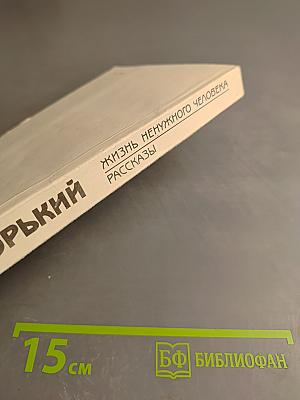 ОРЬКИЙ
ЖИЗНЬ НЕНУЖНОГО ЧЕЛОВЕКА
РАССКАЗЫ
15 СМ
БФ БИБЛИОФАН